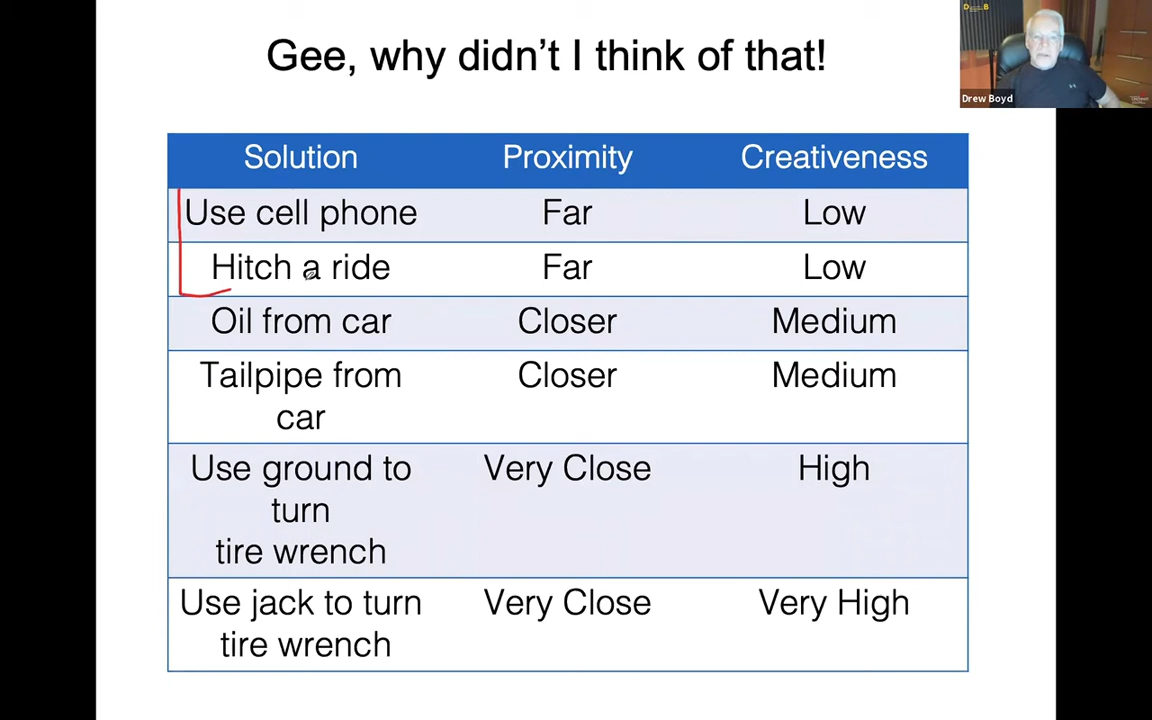 Gee, why didn't I think of that!
D B
Drew Boyd
Solution Proximity Creativeness
Use cell phone Far Low
Hitch a ride Far Low
Oil from car Closer Medium
Tailpipe from Closer Medium
car
Use ground to Very Close High
turn
tire wrench
Use jack to turn Very Close Very High
tire wrench